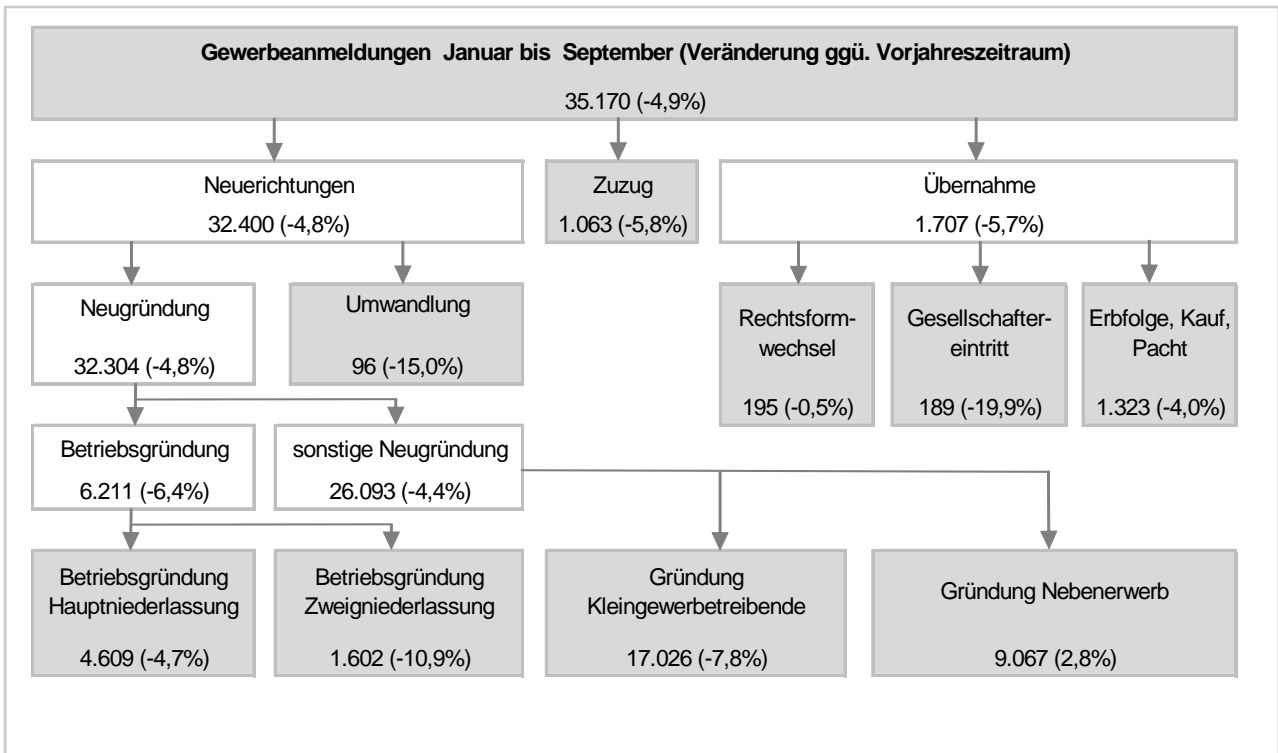 Gewerbeanmeldungen Januar bis September (Veränderung ggü. Vorjahreszeitraum)
35.170 (-4,9%)
Neuerichtungen
32.400 (-4,8%)
Zuzug
1.063 (-5,8%)
Übernahme
1.707 (-5,7%)
Neugründung
32.304 (-4,8%)
Umwandlung
96 (-15,0%)
Rechtsform-
wechsel
195 (-0,5%)
Gesellschafter-
eintritt
189 (-19,9%)
Erbfolge, Kauf,
Pacht
1.323 (-4,0%)
Betriebsgründung
6.211 (-6,4%)
sonstige Neugründung
26.093 (-4,4%)
Betriebsgründung
Hauptniederlassung
4.609 (-4,7%)
Betriebsgründung
Zweigniederlassung
1.602 (-10,9%)
Gründung
Kleingewerbetreibende
17.026 (-7,8%)
Gründung Nebenerwerb
9.067 (2,8%)